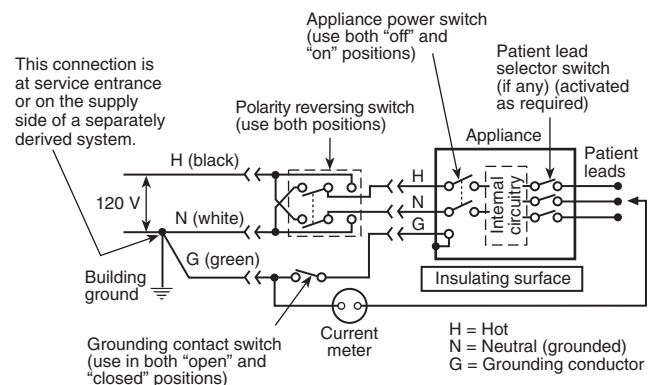 Appliance power switch
(use both “off” and
“on” positions)
Patient lead
selector switch
(if any) (activated
as required)
This connection is
at service entrance
or on the supply
side of a separately
derived system.
Polarity reversing switch
(use both positions)
Appliance
Patient
leads
H (black)
H
120 V
N (white)
N
Internal
circuitry
G
G (green)
Building
ground
Insulating surface
Current
meter
Grounding contact switch
(use in both “open” and
“closed” positions)
H = Hot
N = Neutral (grounded)
G = Grounding conductor